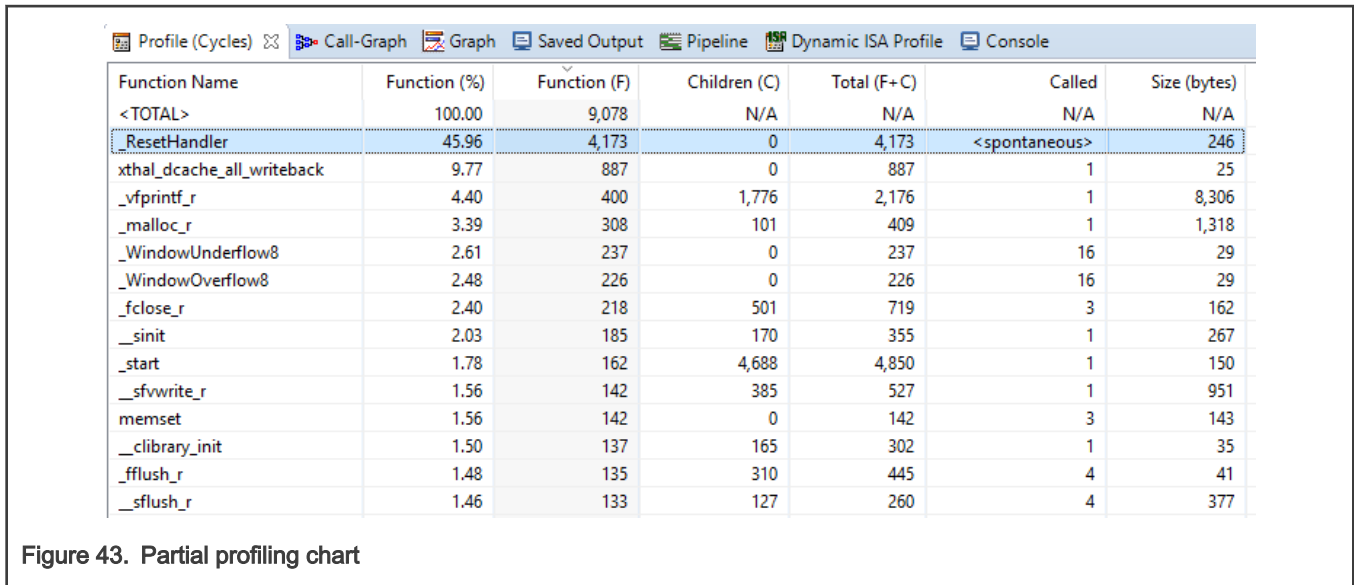 Profile (Cycles) Call-Graph Graph Saved Output Pipeline Dynamic ISA Profile Console
Function Name Function (%) Function (F) Children (C) Total (F+C) Called Size (bytes)
<TOTAL> 100.00 9,078 N/A N/A N/A N/A
_ResetHandler 45.96 4,173 0 4,173 <spontaneous> 246
xthal_dcache_all_writeback 9.77 887 0 887 1 25
_vfprintf_r 4.40 400 1,776 2,176 1 8,306
_malloc_r 3.39 308 101 409 1 1,318
_WindowUnderflow8 2.61 237 0 237 16 29
_WindowOverflow8 2.48 226 0 226 16 29
_fclose_r 2.40 218 501 719 3 162
__sinit 2.03 185 170 355 1 267
_start 1.78 162 4,688 4,850 1 150
__sfvwrite_r 1.56 142 385 527 1 951
memset 1.56 142 0 142 3 143
__clibrary_init 1.50 137 165 302 1 35
_fflush_r 1.48 135 310 445 4 41
__sflush_r 1.46 133 127 260 4 377
Figure 43. Partial profiling chart